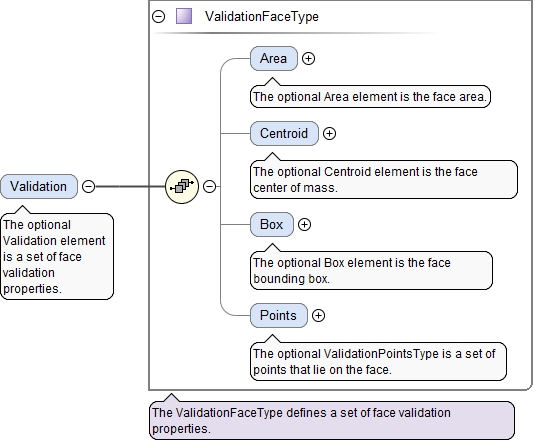 ValidationFaceType
Area
The optional Area element is the face area.
Centroid
The optional Centroid element is the face
center of mass.
Validation
The optional
Validation element
is a set of face
validation
properties.
Box
The optional Box element is the face
bounding box.
Points
The optional ValidationPointsType is a set of
points that lie on the face.
The ValidationFaceType defines a set of face validation
properties.